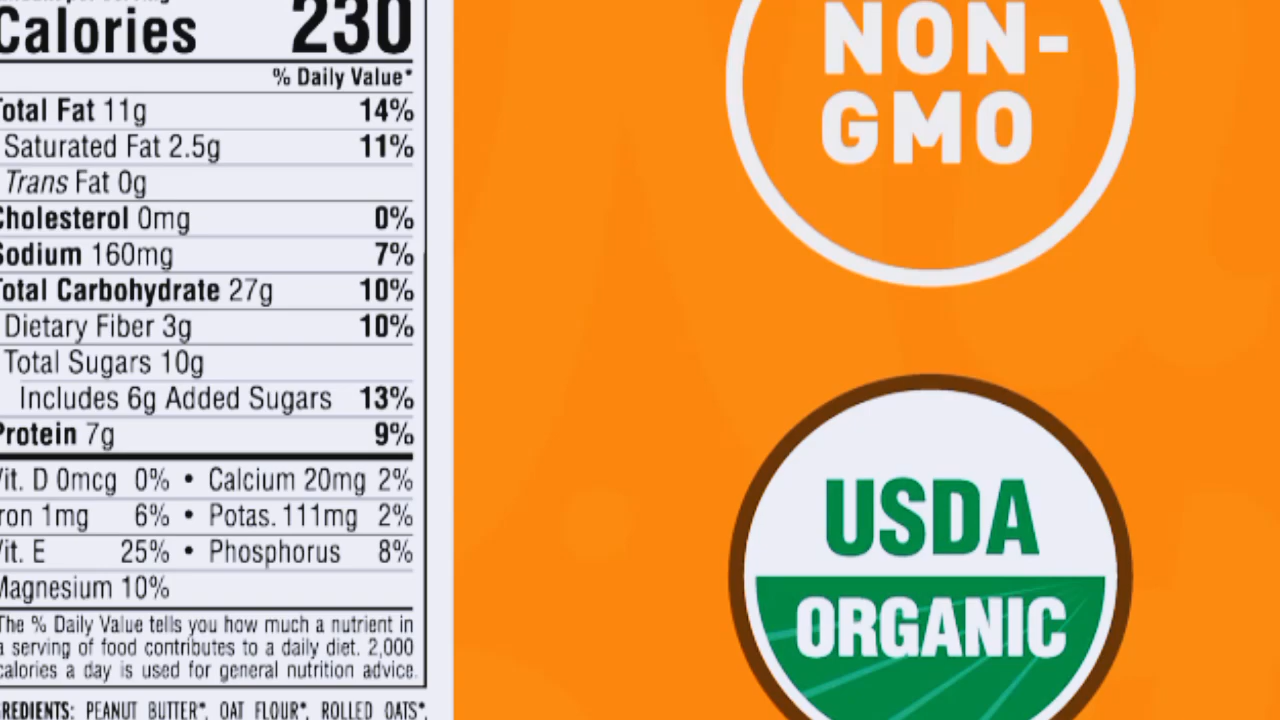 Calories 230
% Daily Value*
Total Fat 11g 14%
Saturated Fat 2.5g 11%
Trans Fat 0g
Cholesterol 0mg 0%
Sodium 160mg 7%
Total Carbohydrate 27g 10%
Dietary Fiber 3g 10%
Total Sugars 10g
Includes 6g Added Sugars 13%
Protein 7g 9%
Vit. D 0mcg 0% • Calcium 20mg 2%
Iron 1mg 6% • Potas. 111mg 2%
Vit. E 25% • Phosphorus 8%
Magnesium 10%
The % Daily Value tells you how much a nutrient in
a serving of food contributes to a daily diet. 2,000
calories a day is used for general nutrition advice.
GREDIENTS: PEANUT BUTTER*, OAT FLOUR*, ROLLED OATS*,
NON-
GMO
USDA
ORGANIC